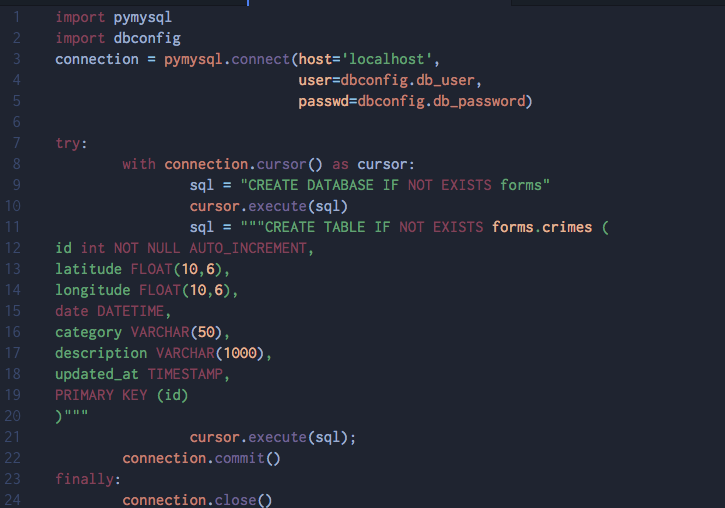 1 import pymysql
2 import dbconfig
3 connection = pymysql.connect(host='localhost',
4 user=dbconfig.db_user,
5 passwd=dbconfig.db_password)
6
7 try:
8 with connection.cursor() as cursor:
9 sql = "CREATE DATABASE IF NOT EXISTS forms"
10 cursor.execute(sql)
11 sql = """CREATE TABLE IF NOT EXISTS forms.crimes (
12 id int NOT NULL AUTO_INCREMENT,
13 latitude FLOAT(10,6),
14 longitude FLOAT(10,6),
15 date DATETIME,
16 category VARCHAR(50),
17 description VARCHAR(1000),
18 updated_at TIMESTAMP,
19 PRIMARY KEY (id)
20 )"""
21 cursor.execute(sql);
22 connection.commit()
23 finally:
24 connection.close()